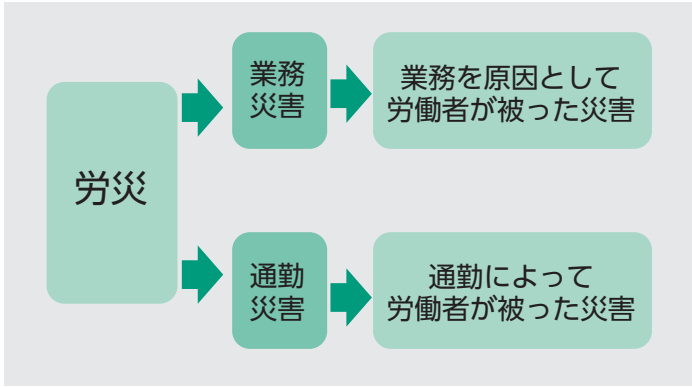 労災
業務
災害
業務を原因として
労働者が被った災害
通勤
災害
通勤によって
労働者が被った災害